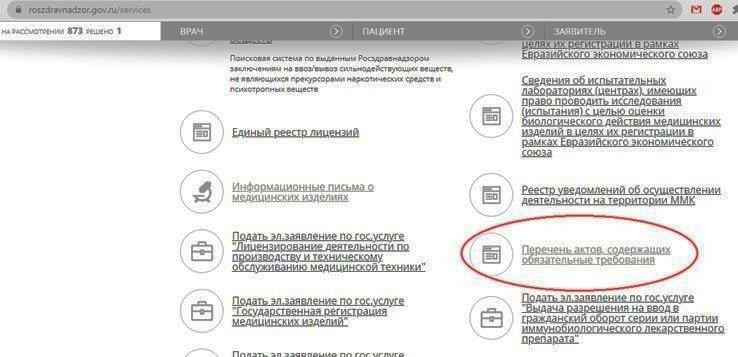 roszdravnadzor.gov.ru/services
НА РАССМОТРЕНИИ 873 РЕШЕНО 1
ВРАЧ
ПАЦИЕНТ
ЗАЯВИТЕЛЬ
веществ
Поисковая система по выданным Росздравнадзором
заключениям на ввоз/вывоз сильнодействующих веществ,
не являющихся прекурсорами наркотических средств и
психотропных веществ
Единый реестр лицензий
Информационные письма о
медицинских изделиях
Подать эл.заявление по гос.услуге
"Лицензирование деятельности по
производству и техническому
обслуживанию медицинской техники"
Подать эл.заявление по гос.услуге
"Государственная регистрация
медицинских изделий"
Подать эл.заявление по гос.услуге
целях их регистрации в рамках
Евразийского экономического союза
Сведения об испытательных
лабораториях (центрах), имеющих
право проводить исследования
(испытания) с целью оценки
биологического действия медицинских
изделий в целях их регистрации в
рамках Евразийского экономического
союза
Реестр уведомлений об осуществлении
деятельности на территории ММК
Перечень актов, содержащих
обязательные требования
Подать эл.заявление по гос.услуге
"Выдача разрешения на ввод в
гражданский оборот серии или партии
иммунобиологического лекарственного
препарата"